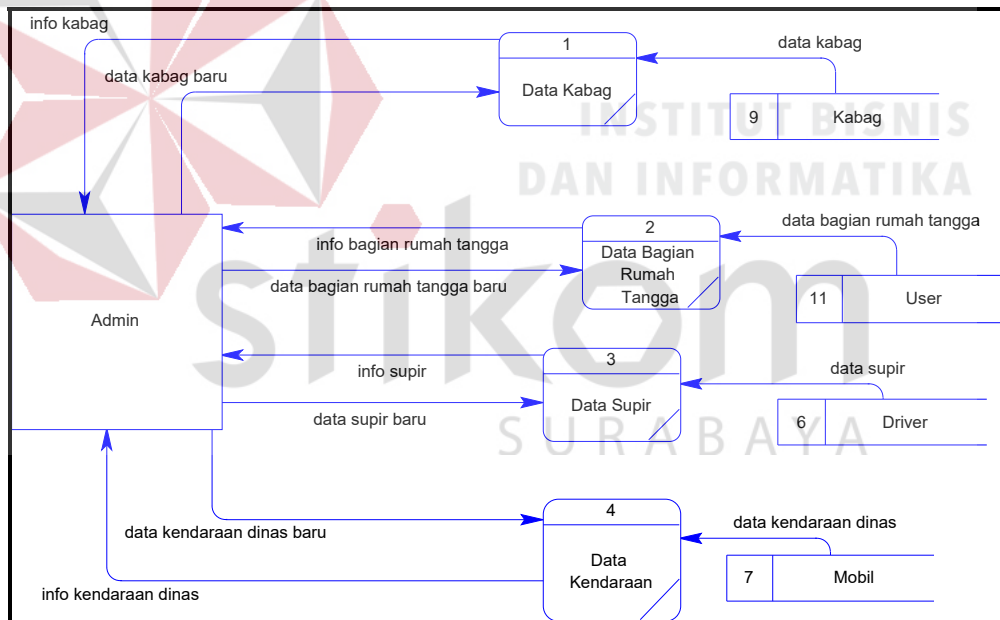 info kabag
1
data kabag
data kabag baru
Data Kabag
9
Kabag
INSTITUT BISNIS
DAN INFORMATIKA
stikom
SURABAYA
Admin
info bagian rumah tangga
data bagian rumah tangga baru
2
Data Bagian
Rumah
Tangga
data bagian rumah tangga
11
User
info supir
data supir baru
3
Data Supir
data supir
6
Driver
data kendaraan dinas baru
info kendaraan dinas
4
Data
Kendaraan
data kendaraan dinas
7
Mobil